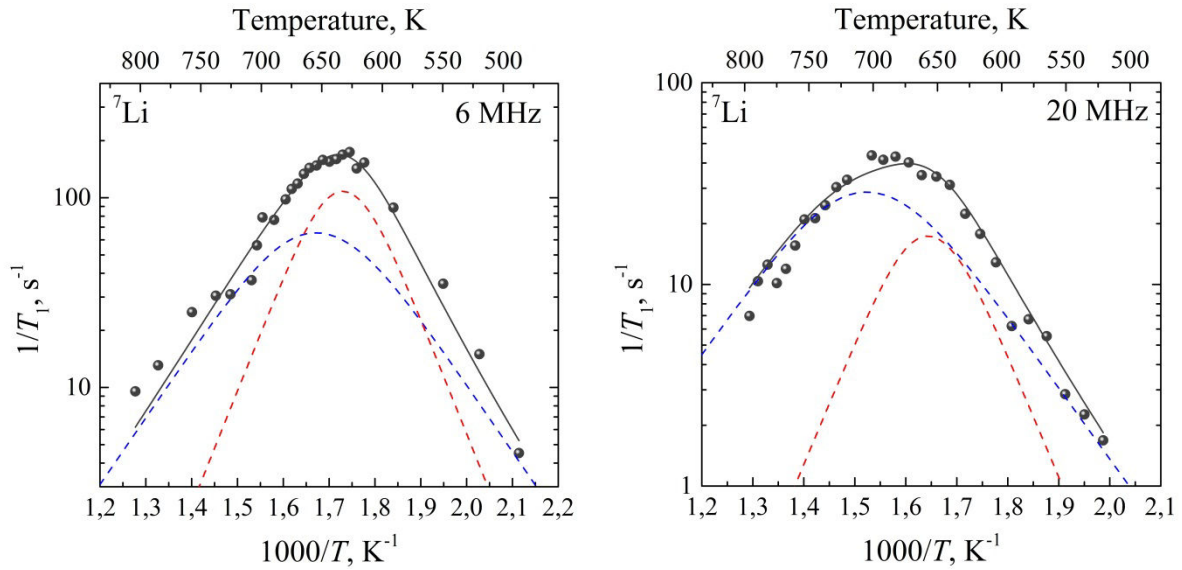 Temperature, K
800 750 700 650 600 550 500
⁷Li
6 MHz
100
10
1/T₁, s⁻¹
1,2 1,3 1,4 1,5 1,6 1,7 1,8 1,9 2,0 2,1 2,2
1000/T, K⁻¹
Temperature, K
800 750 700 650 600 550 500
⁷Li
20 MHz
100
10
1
1/T₁, s⁻¹
1,2 1,3 1,4 1,5 1,6 1,7 1,8 1,9 2,0 2,1
1000/T, K⁻¹